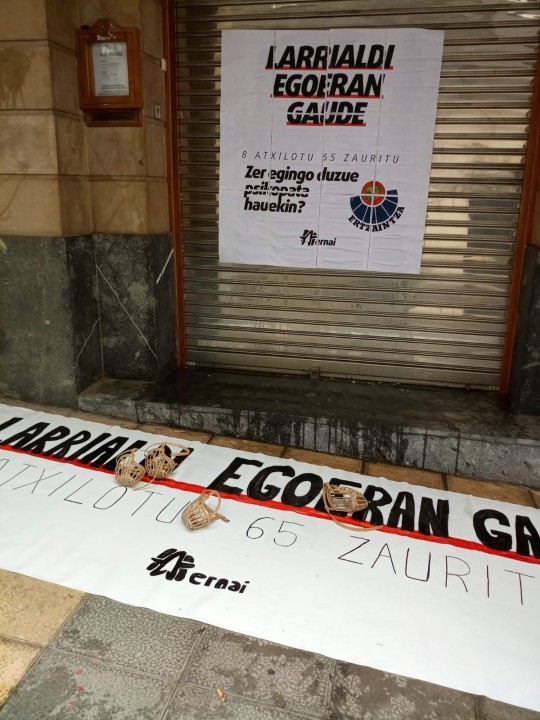 LARRIALDI
EGOERAN
GAUDE
8 ATXILOTU 65 ZAURITU
Zer egingo duzue
psikopata
hauekin?
ERTZAINTZA
ernai
LARRIALDI EGOERAN GA
ATXILOTU 65 ZAURIT
ernai